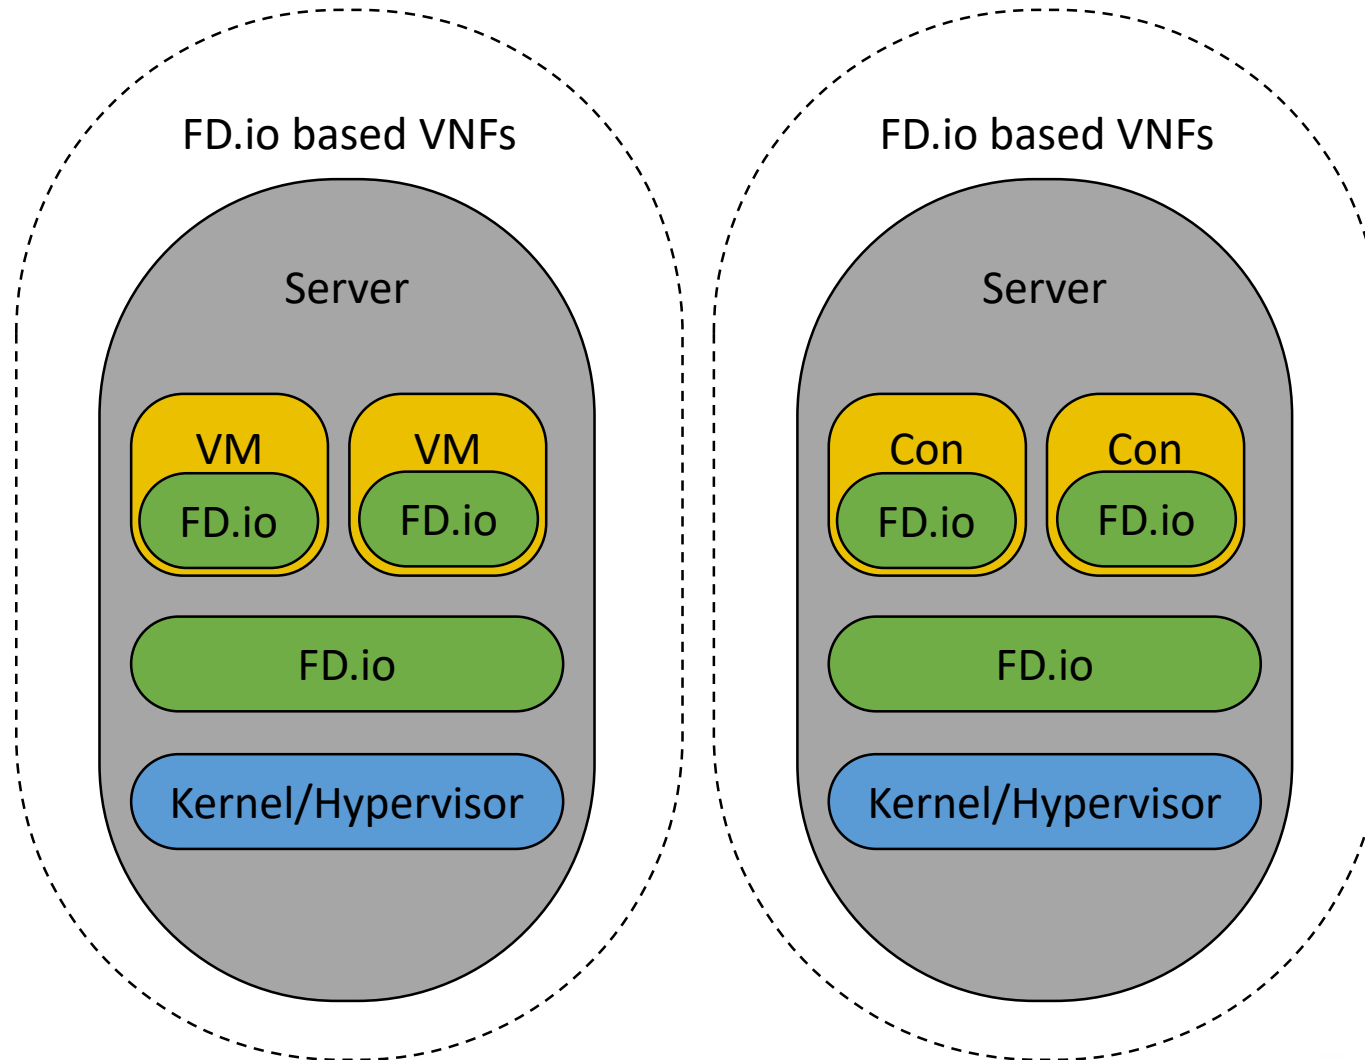 FD.io based VNFs
Server
VM
VM
FD.io
FD.io
FD.io
Kernel/Hypervisor
FD.io based VNFs
Server
Con
Con
FD.io
FD.io
FD.io
Kernel/Hypervisor